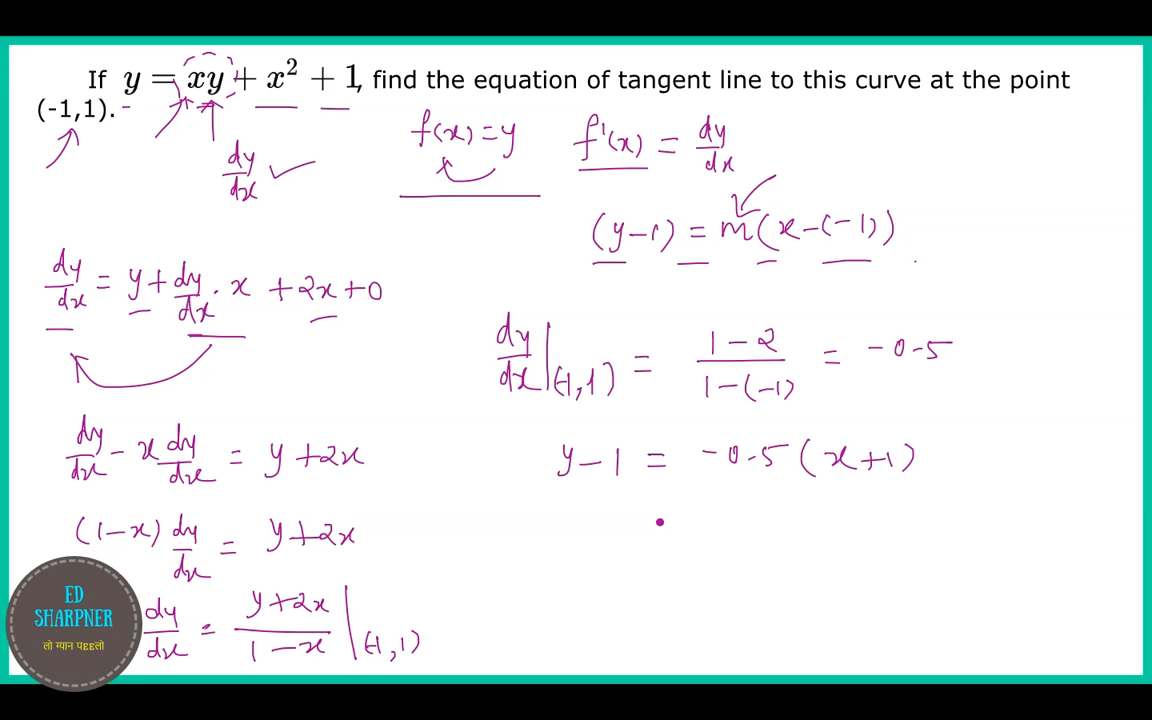 If y = xy + x² + 1, find the equation of tangent line to this curve at the point
(-1,1).
dy/dx ✓
f(x) = y
f'(x) = dy/dx
(y-1) = m(x-(-1))
dy/dx = y + dy/dx . x + 2x + 0
dy/dx |(-1,1) = 1-2 / 1-(-1) = -0.5
dy/dx - x dy/dx = y + 2x
y-1 = -0.5(x+1)
(1-x) dy/dx = y + 2x
dy/dx = y+2x / 1-x |(-1,1)
ED
SHARPNER
लो ग्यान पEEलो